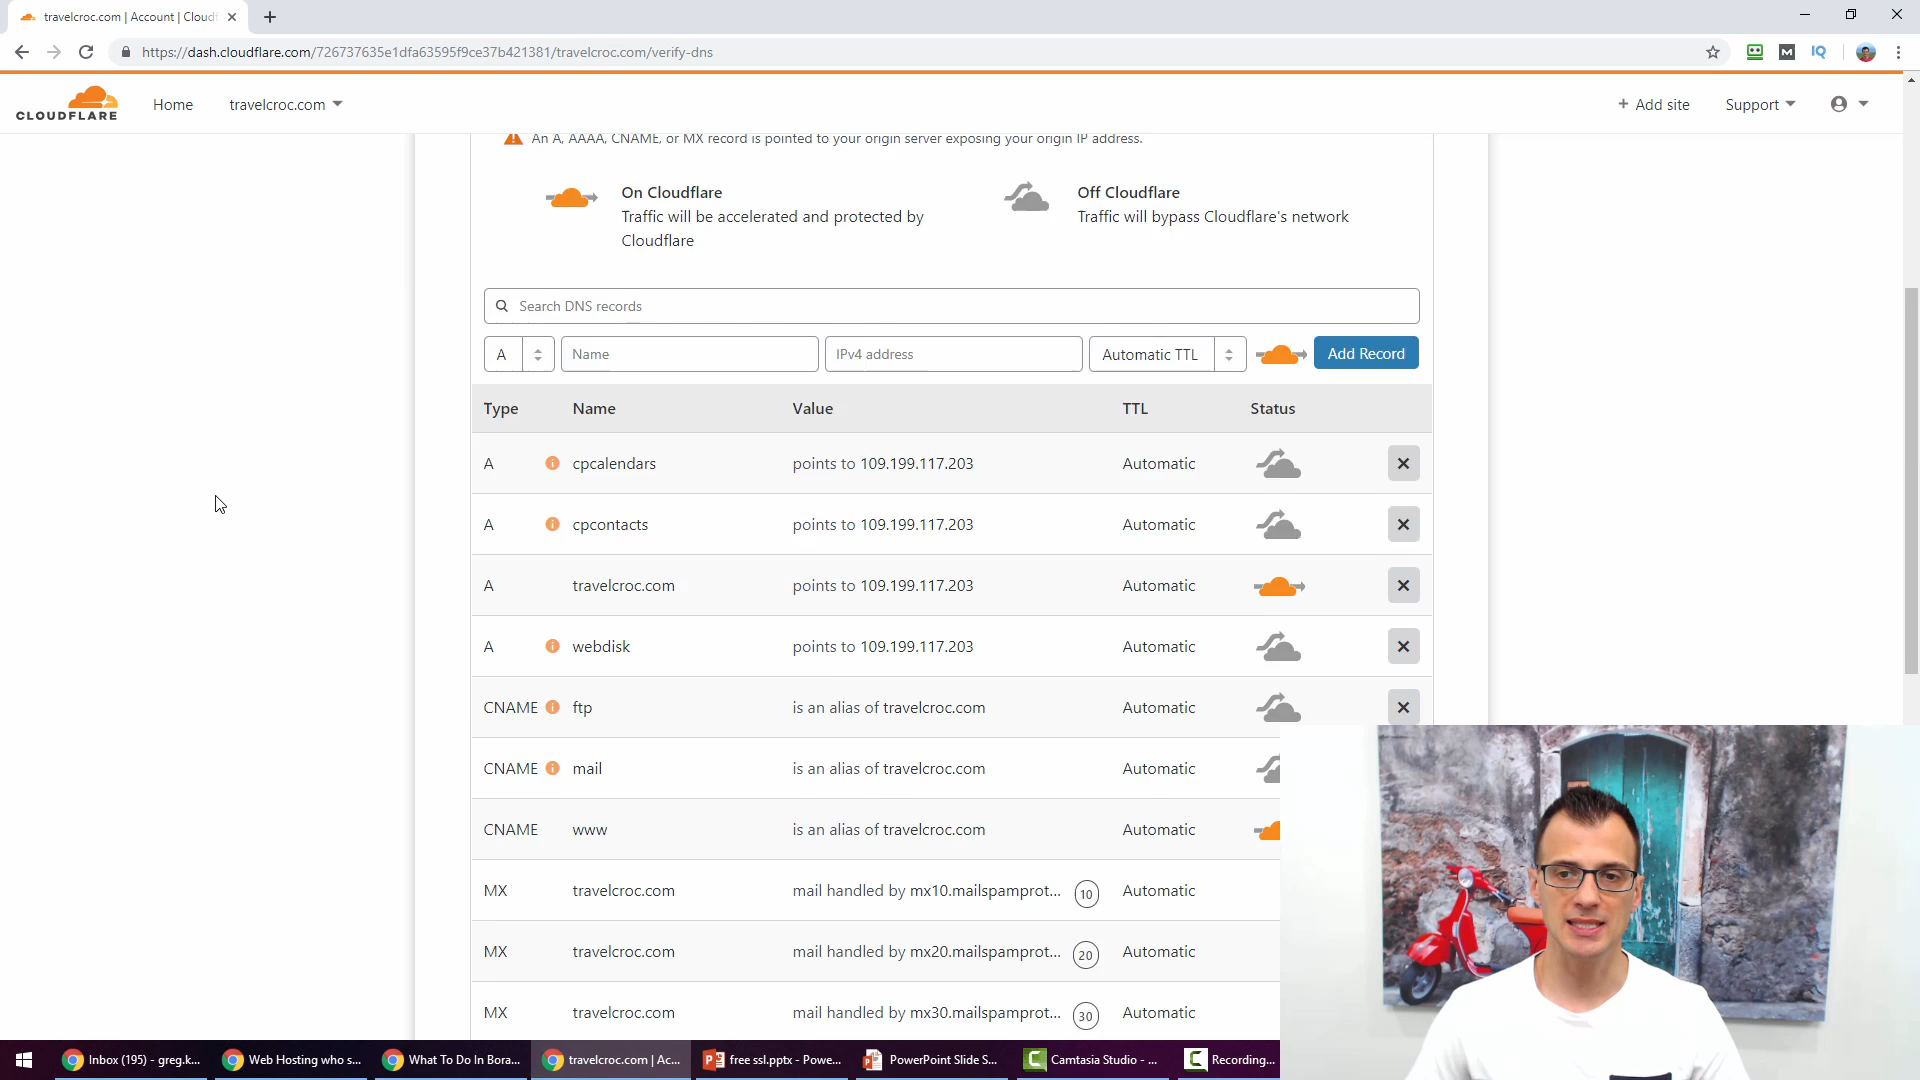 travelcroc.com | Account | Cloudf
https://dash.cloudflare.com/726737635e1dfa63595f9ce37b421381/travelcroc.com/verify-dns
IQ
CLOUDFLARE
Home
travelcroc.com
+ Add site
Support
An A, AAAA, CNAME, or MX record is pointed to your origin server exposing your origin IP address.
On Cloudflare
Traffic will be accelerated and protected by
Cloudflare
Off Cloudflare
Traffic will bypass Cloudflare's network
Search DNS records
A
Name
IPv4 address
Automatic TTL
Add Record
Type Name Value TTL Status
A cpcalendars points to 109.199.117.203 Automatic
A cpcontacts points to 109.199.117.203 Automatic
A travelcroc.com points to 109.199.117.203 Automatic
A webdisk points to 109.199.117.203 Automatic
CNAME ftp is an alias of travelcroc.com Automatic
CNAME mail is an alias of travelcroc.com Automatic
CNAME www is an alias of travelcroc.com Automatic
MX travelcroc.com mail handled by mx10.mailspamprot... 10 Automatic
MX travelcroc.com mail handled by mx20.mailspamprot... 20 Automatic
MX travelcroc.com mail handled by mx30.mailspamprot... 30 Automatic
Inbox (195) - greg.k...
Web Hosting who s...
What To Do In Bora...
travelcroc.com | Ac...
free ssl.pptx - Powe...
PowerPoint Slide S...
Camtasia Studio - ...
Recording...